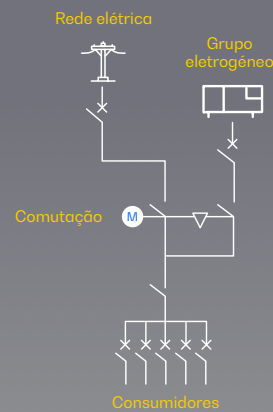 Rede elétrica
Grupo
eletrogéneo
Comutação
M
Consumidores